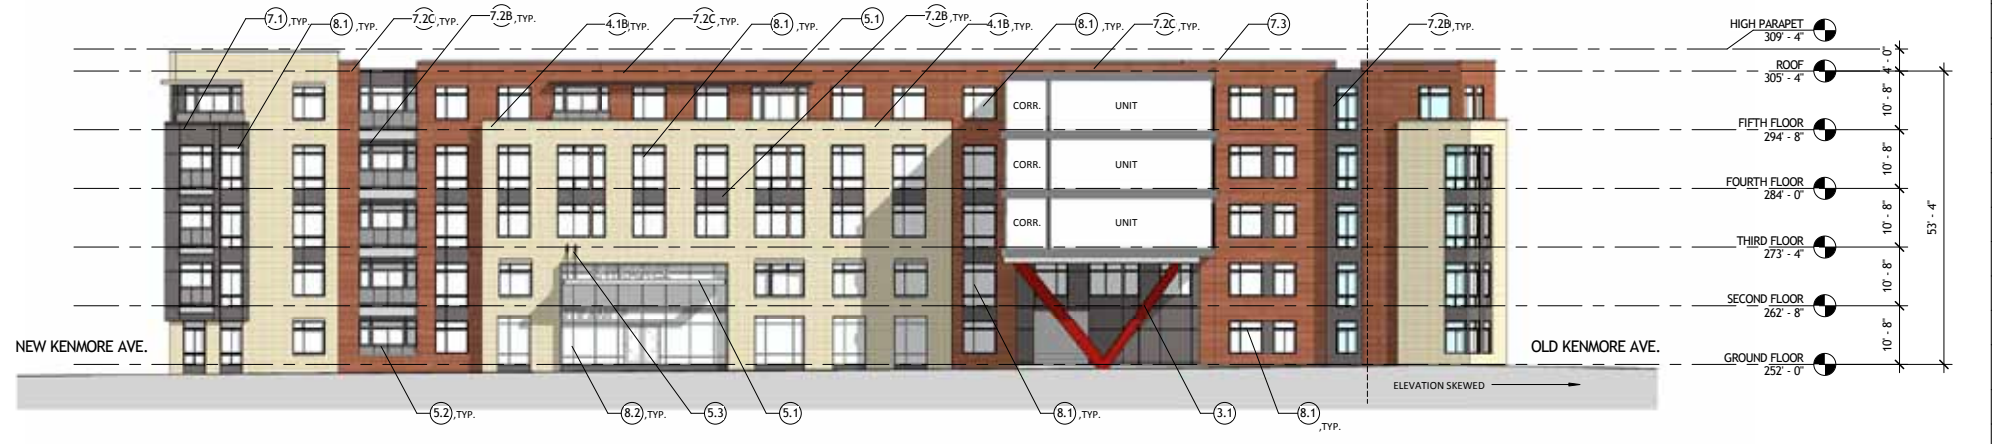 7.1 ,TYP.
8.1 ,TYP.
7.2C ,TYP.
7.2B ,TYP.
4.1B ,TYP.
7.2C ,TYP.
8.1 ,TYP.
5.1
7.2B ,TYP.
4.1B ,TYP.
8.1 ,TYP.
7.2C ,TYP.
7.3
7.2B ,TYP.
HIGH PARAPET
309' - 4"
4' - 0"
ROOF
305' - 4"
CORR.
UNIT
10' - 8"
FIFTH FLOOR
294' - 8"
CORR.
UNIT
10' - 8"
FOURTH FLOOR
284' - 0"
CORR.
UNIT
10' - 8"
53' - 4"
THIRD FLOOR
273' - 4"
10' - 8"
SECOND FLOOR
262' - 8"
10' - 8"
NEW KENMORE AVE.
OLD KENMORE AVE.
GROUND FLOOR
252' - 0"
ELEVATION SKEWED
5.2 ,TYP.
8.2 ,TYP.
5.3
5.1
8.1 ,TYP.
3.1
8.1 ,TYP.